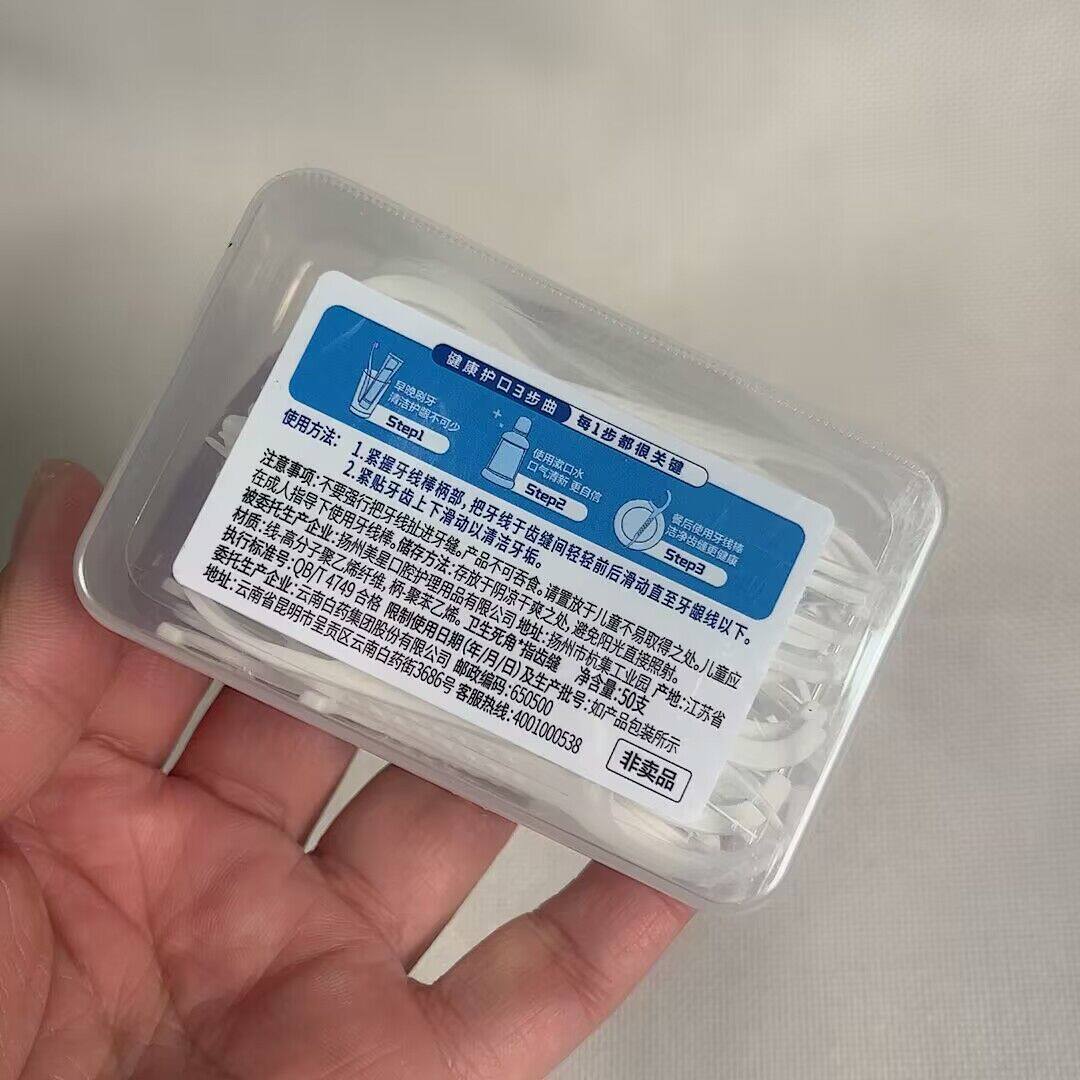 健康护口3步曲 每1步都很关键
早晚刷牙
清洁护龈不可少
Step1
使用漱口水
口气清新 更自信
Step2
餐后使用牙线棒
洁净齿缝更健康
Step3
使用方法：1.紧握牙线棒柄部，把牙线于齿缝间轻轻前后滑动直至牙龈线以下。
2.紧贴牙齿上下滑动以清洁牙垢。
注意事项：不要强行把牙线扯进牙缝。产品不可吞食。请置放于儿童不易取得之处。儿童应
在成人指导下使用牙线棒。储存方法：存放于阴凉干爽之处，避免阳光直接照射。
被委托生产企业：扬州美星口腔护理用品有限公司 地址：扬州市杭集工业园 产地：江苏省
材质：线-高分子聚乙烯纤维 柄-聚苯乙烯。卫生死角*指齿缝 净含量：50支
执行标准号：QB/T 4749 合格 限制使用日期（年/月/日）及生产批号：如产品包装所示
委托生产企业：云南白药集团股份有限公司 邮政编码：650500
地址：云南省昆明市呈贡区云南白药街3686号 客服热线：4001000538
非卖品